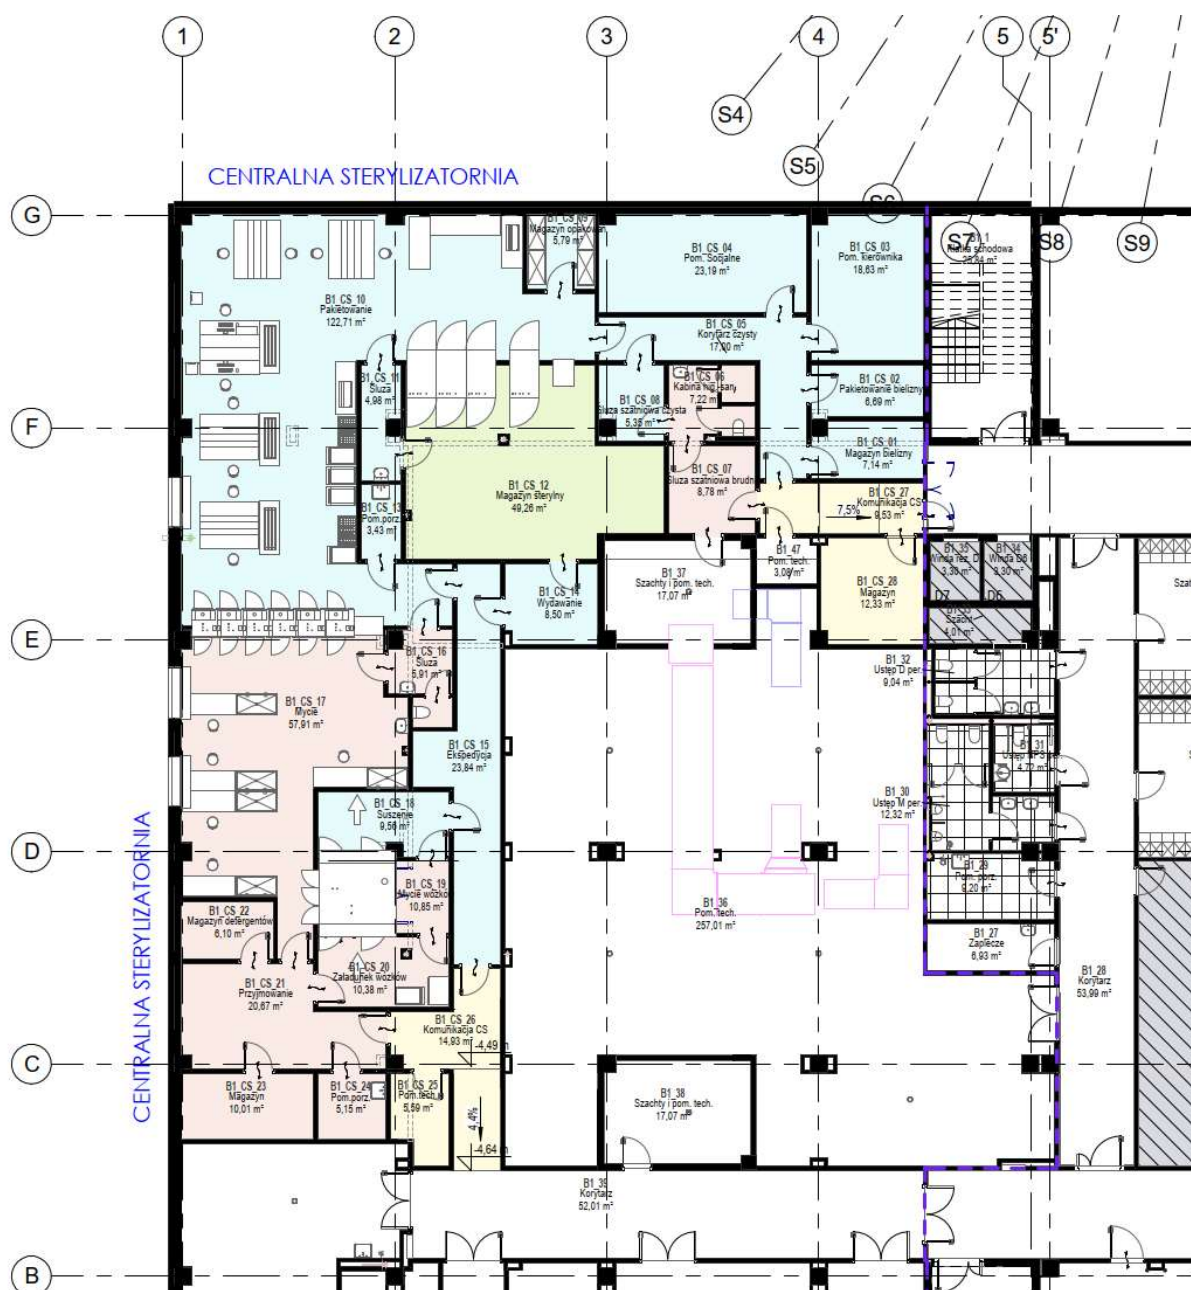 1
2
3
4
5
5'
S4
S5
S6
S7
S8
S9
CENTRALNA STERYLIZATORNIA
G
B1_CS_09
Magazyn opakowań
5,79 m²
B1_CS_04
Pom. Socjalne
23,19 m²
B1_CS_03
Pom. kierownika
18,63 m²
Klatka schodowa
B1_CS_10
Pakietowanie
122,71 m²
B1_CS_05
Korytarz czysty
17,00 m²
B1_CS_11
Śluza
4,98 m²
B1_CS_06
Kabina hig.-san.
7,22 m²
B1_CS_02
Pakietowanie bielizny
6,69 m²
B1_CS_08
Śluza szatniowa czysta
5,35 m²
F
B1_CS_01
Magazyn bielizny
7,14 m²
B1_CS_07
8,78 m²
B1_CS_12
Magazyn sterylny
49,26 m²
B1_CS_13
Pom.porz.
3,43 m²
B1_CS_27
Komunikacja CS
9,53 m²
7,5%
B1_47
Pom. tech.
3,08 m²
B1_37
Szachty i pom. tech.
17,07 m²
B1_CS_28
Magazyn
12,33 m²
3,30 m²
3,30 m²
D7
D6
B1_CS_14
Wydawanie
8,50 m²
Szacht
4,01 m²
E
B1_CS_16
Śluza
5,91 m²
B1_32
Ustęp D per.
9,04 m²
B1_CS_17
Mycie
57,91 m²
B1_CS_15
Ekspedycja
23,84 m²
B1_31
4,72 m²
B1_30
Ustęp M per.
12,32 m²
B1_CS_18
Suszenie
9,56 m²
D
B1_CS_19
Mycie wózków
10,85 m²
B1_29
Pom. porz.
9,20 m²
B1_36
Pom. tech.
257,01 m²
B1_CS_22
Magazyn detergentów
6,10 m²
B1_27
Zaplecze
6,93 m²
B1_CS_20
Załadunek wózków
10,38 m²
B1_CS_21
Przyjmowanie
20,67 m²
B1_28
Korytarz
53,99 m²
B1_CS_26
Komunikacja CS
14,93 m²
-4,49 m
C
CENTRALNA STERYLIZATORNIA
B1_CS_23
Magazyn
10,01 m²
B1_CS_24
Pom.porz.
5,15 m²
B1_CS_25
Pom.tech.
5,59 m²
4,4%
-4,64 m
B1_38
Szachty i pom. tech.
17,07 m²
B1_39
Korytarz
52,01 m²
B